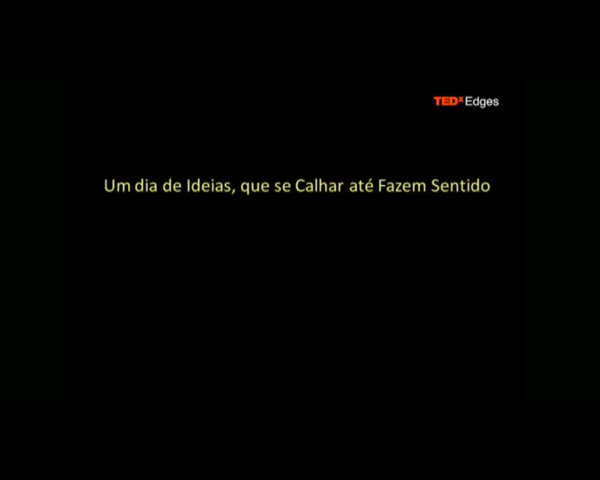 TEDxEdges
Um dia de Ideias, que se Calhar até Fazem Sentido